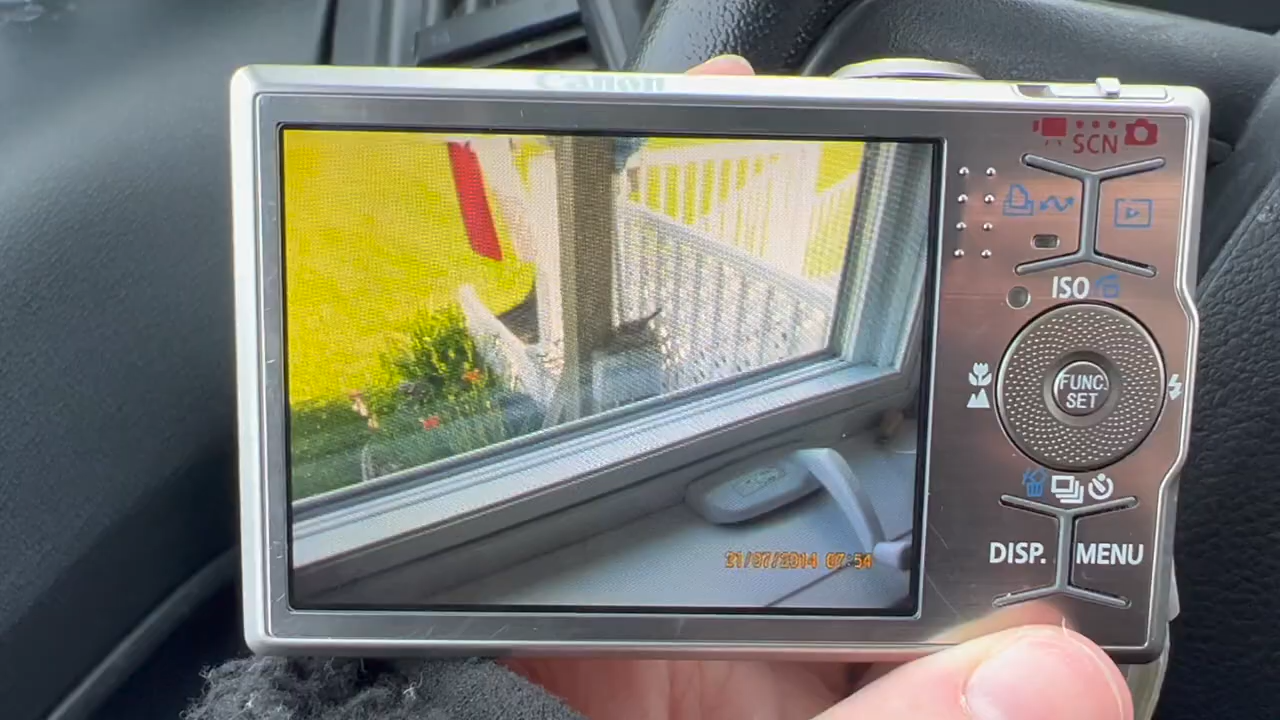 Canon
SCN
ISO
FUNC.
SET
21/07/2014 07:54
DISP.
MENU